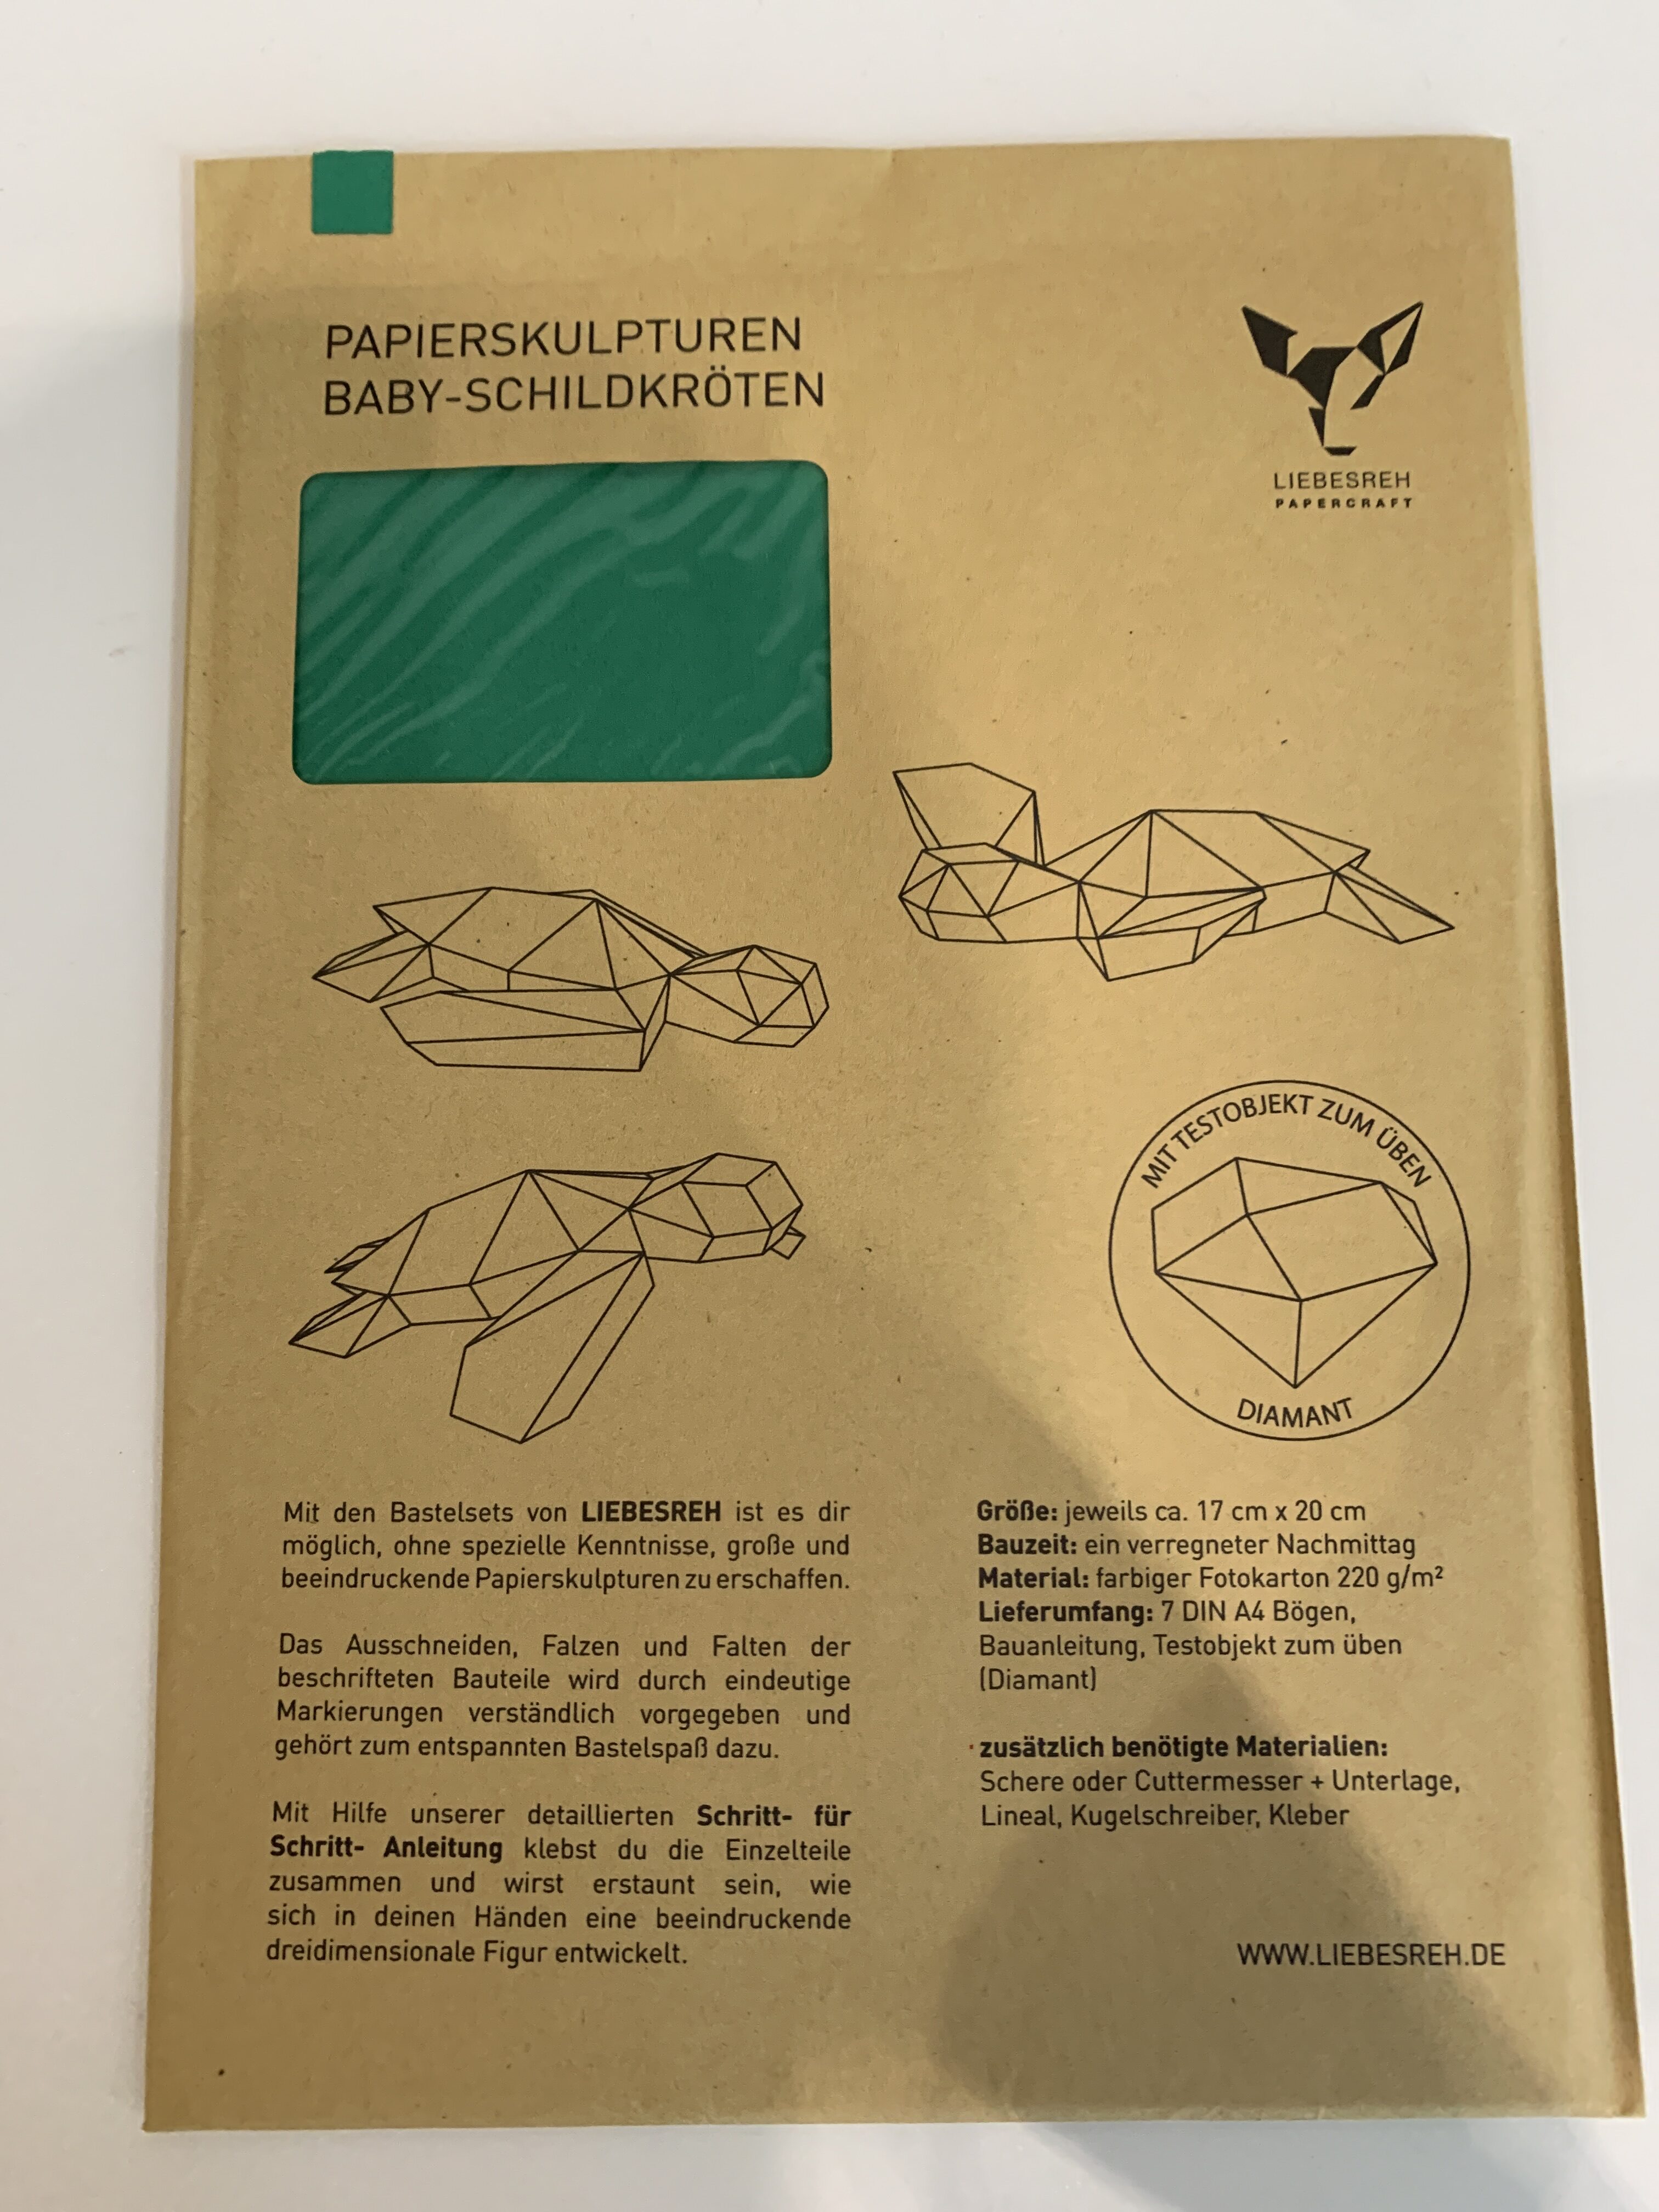 PAPIERSKULPTUREN
BABY-SCHILDKRÖTEN
LIEBESREH
PAPERCRAFT
MIT TESTOBJEKT ZUM ÜBEN
DIAMANT
Mit den Bastelsets von LIEBESREH ist es dir
möglich, ohne spezielle Kenntnisse, große und
beeindruckende Papierskulpturen zu erschaffen.
Das Ausschneiden, Falzen und Falten der
beschrifteten Bauteile wird durch eindeutige
Markierungen verständlich vorgegeben und
gehört zum entspannten Bastelspaß dazu.
Mit Hilfe unserer detaillierten Schritt- für
Schritt- Anleitung klebst du die Einzelteile
zusammen und wirst erstaunt sein, wie
sich in deinen Händen eine beeindruckende
dreidimensionale Figur entwickelt.
Größe: jeweils ca. 17 cm x 20 cm
Bauzeit: ein verregneter Nachmittag
Material: farbiger Fotokarton 220 g/m²
Lieferumfang: 7 DIN A4 Bögen,
Bauanleitung, Testobjekt zum üben
(Diamant)
zusätzlich benötigte Materialien:
Schere oder Cuttermesser + Unterlage,
Lineal, Kugelschreiber, Kleber
WWW.LIEBESREH.DE